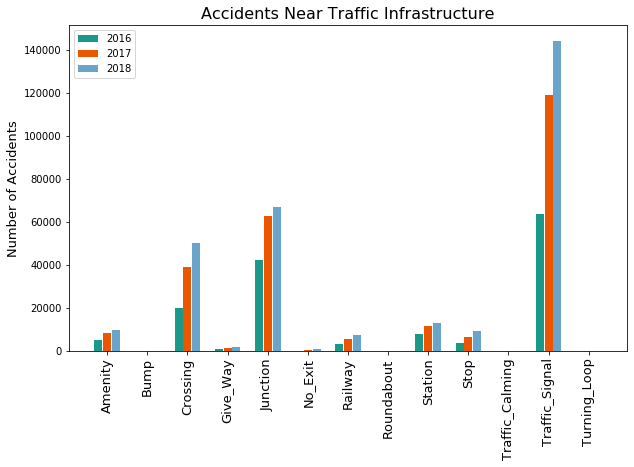 Accidents Near Traffic Infrastructure
2016
2017
2018
Number of Accidents
140000
120000
100000
80000
60000
40000
20000
0
Amenity
Bump
Crossing
Give_Way
Junction
No_Exit
Railway
Roundabout
Station
Stop
Traffic_Calming
Traffic_Signal
Turning_Loop